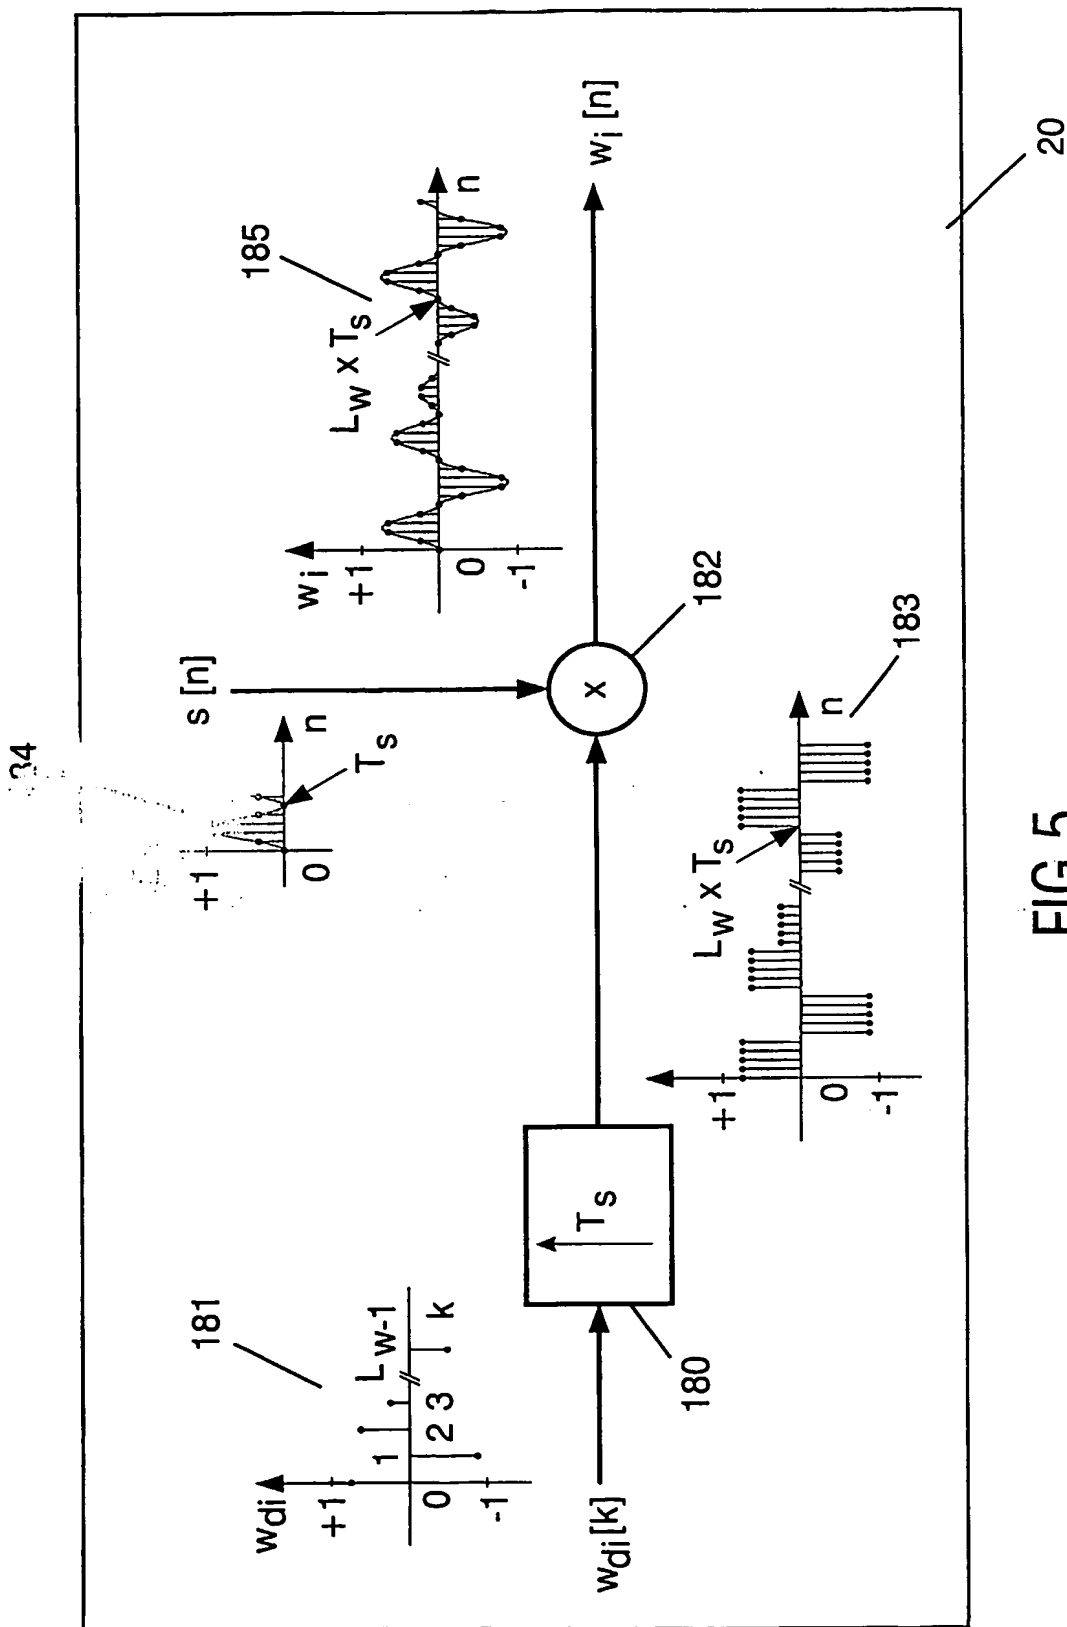 w_di
+1
0
-1
1
2
3
L_W-1
k
181
w_di[k]
T_s
180
+1
0
-1
L_W x T_s
n
183
+1
0
T_s
n
s [n]
x
182
w_i
+1
0
-1
L_W x T_s
185
n
w_i [n]
20
FIG 5